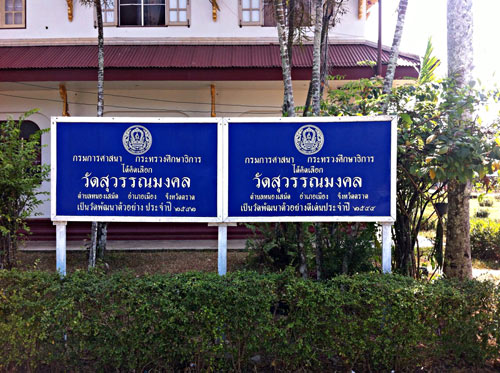 กรมการศาสนา กระทรวงศึกษาธิการ
ได้คัดเลือก
วัดสุวรรณมงคล
ตำบลหนองเสม็ด อำเภอเมือง จังหวัดตราด
เป็นวัดพัฒนาตัวอย่าง ประจำปี
กรมการศาสนา กระทรวงศึกษาธิการ
ได้คัดเลือก
วัดสุวรรณมงคล
ตำบลหนองเสม็ด อำเภอเมือง จังหวัดตราด
เป็นวัดพัฒนาตัวอย่างดีเด่นประจำปี